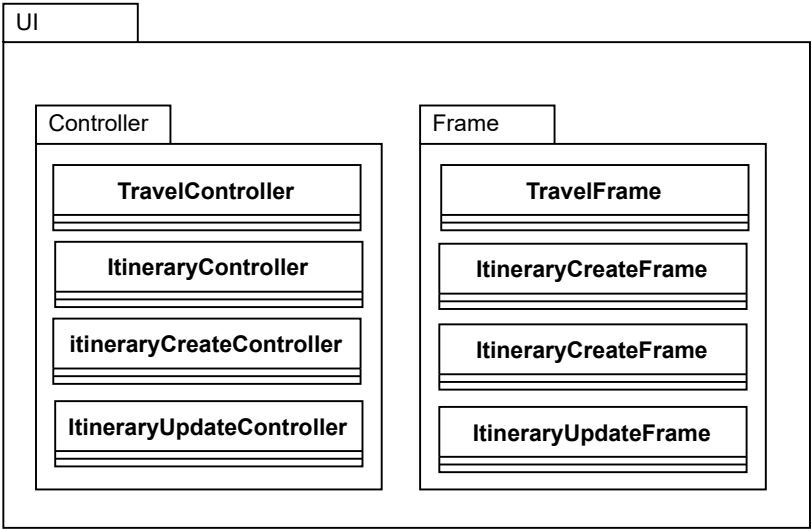 UI
Controller
TravelController
ItineraryController
itineraryCreateController
ItineraryUpdateController
Frame
TravelFrame
ItineraryCreateFrame
ItineraryCreateFrame
ItineraryUpdateFrame